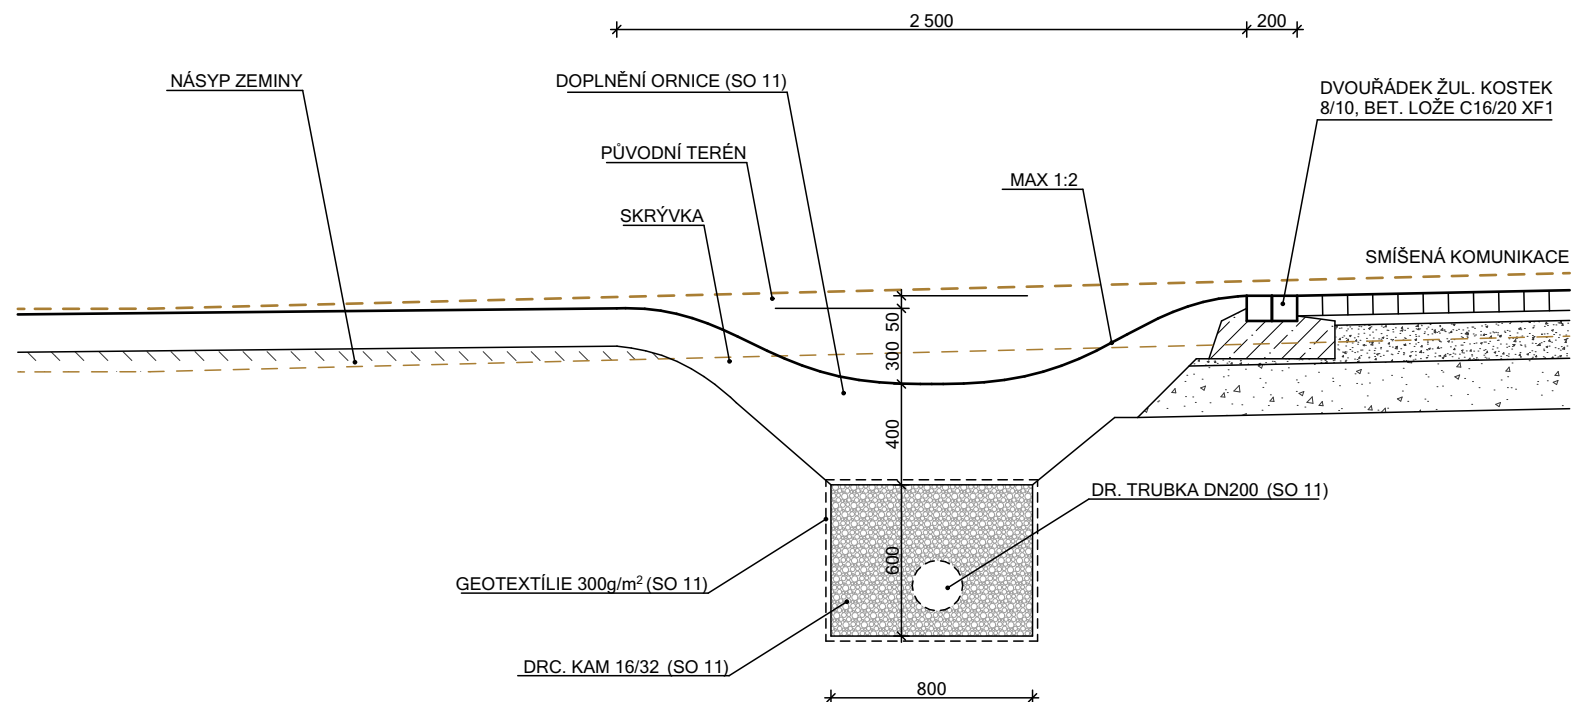 2 500
200
NÁSYP ZEMINY
DOPLNĚNÍ ORNICE (SO 11)
DVOUŘÁDEK ŽUL. KOSTEK
8/10, BET. LOŽE C16/20 XF1
PŮVODNÍ TERÉN
MAX 1:2
SKRÝVKA
SMÍŠENÁ KOMUNIKACE
50
300
400
DR. TRUBKA DN200 (SO 11)
600
GEOTEXTÍLIE 300g/m² (SO 11)
DRC. KAM 16/32 (SO 11)
800